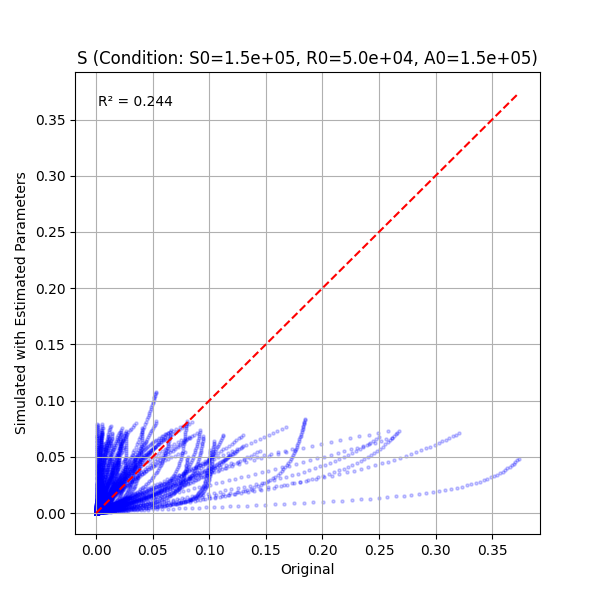 S (Condition: S0=1.5e+05, R0=5.0e+04, A0=1.5e+05)
R² = 0.244
0.35
0.30
0.25
0.20
0.15
0.10
0.05
0.00
Simulated with Estimated Parameters
0.00 0.05 0.10 0.15 0.20 0.25 0.30 0.35
Original